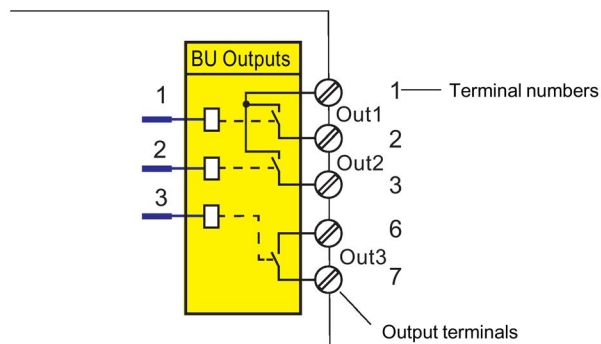 BU Outputs
1
1
Terminal numbers
Out1
2
2
Out2
3
3
6
Out3
7
Output terminals